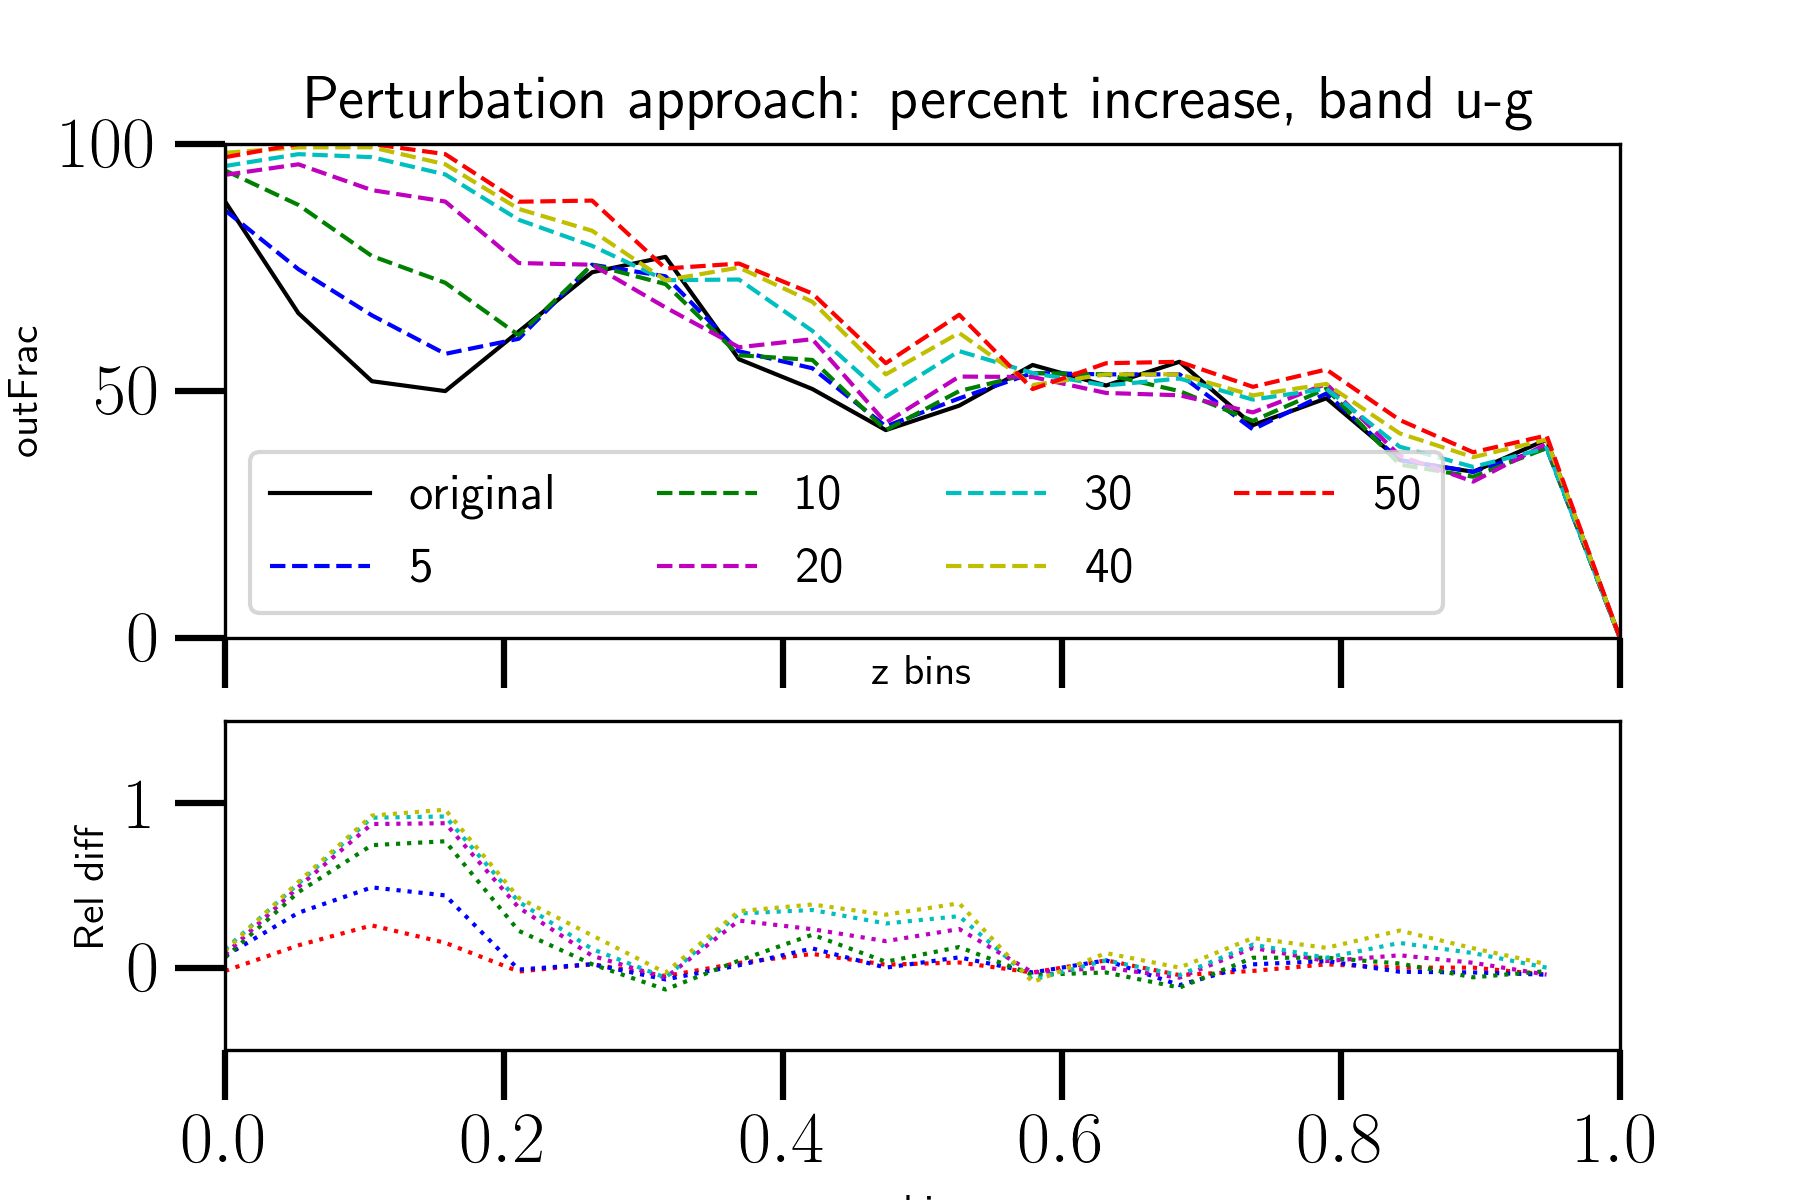 Perturbation approach: percent increase, band u-g
100
50
0
outFrac
original 10 30 50
5 20 40
z bins
1
0
Rel diff
0.0 0.2 0.4 0.6 0.8 1.0